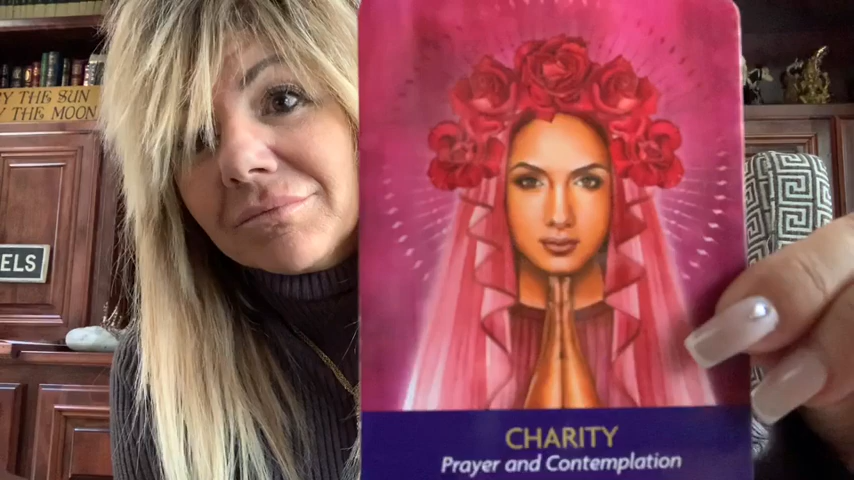 Y THE SUN
Y THE MOON
ELS
CHARITY
Prayer and Contemplation